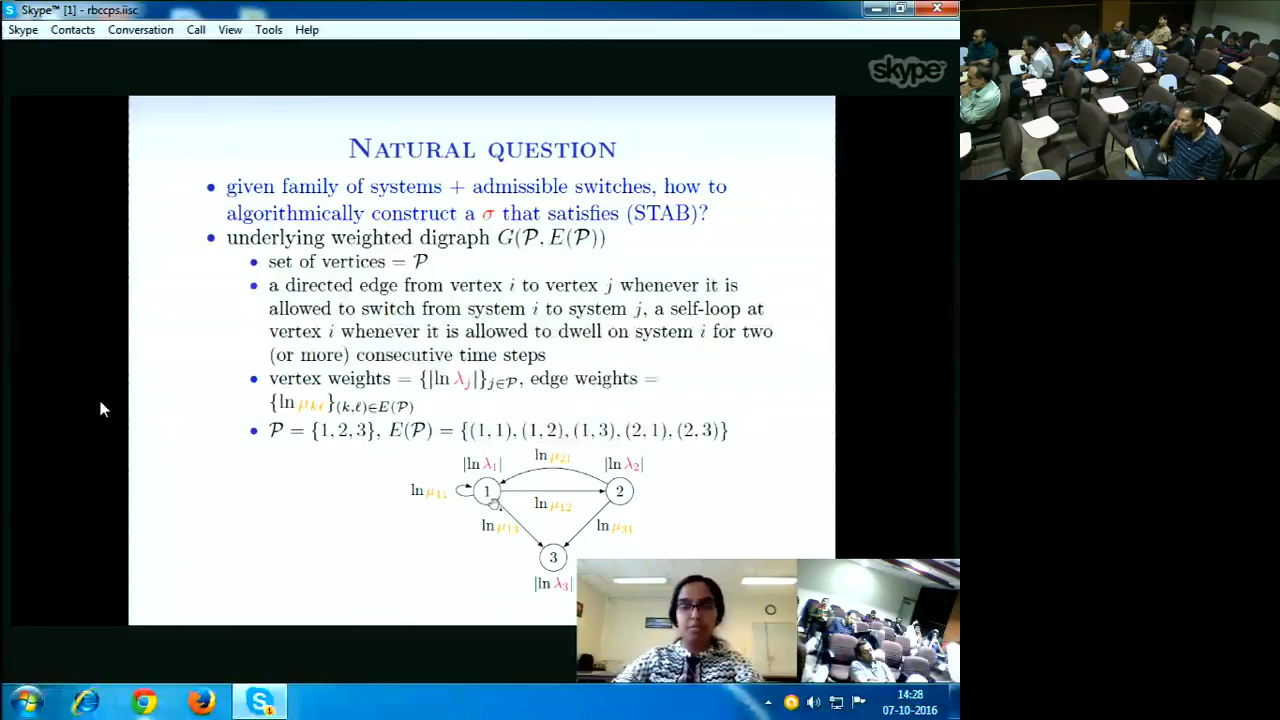 Skype™ [1] - rbccps.iisc
Skype Contacts Conversation Call View Tools Help
skype
NATURAL QUESTION
• given family of systems + admissible switches, how to
algorithmically construct a σ that satisfies (STAB)?
• underlying weighted digraph G(P, E(P))
• set of vertices = P
• a directed edge from vertex i to vertex j whenever it is
allowed to switch from system i to system j, a self-loop at
vertex i whenever it is allowed to dwell on system i for two
(or more) consecutive time steps
• vertex weights = {|ln λ_j|}_{j∈P}, edge weights =
{ln μ_{kℓ}}_{(k,ℓ)∈E(P)}
• P = {1, 2, 3}, E(P) = {(1, 1), (1, 2), (1, 3), (2, 1), (2, 3)}
|ln λ₁| ln μ₂₁ |ln λ₂|
ln μ₁₁ 1 2
ln μ₁₂
ln μ₁₃ ln μ₃₁
3
|ln λ₃|
14:28
07-10-2016